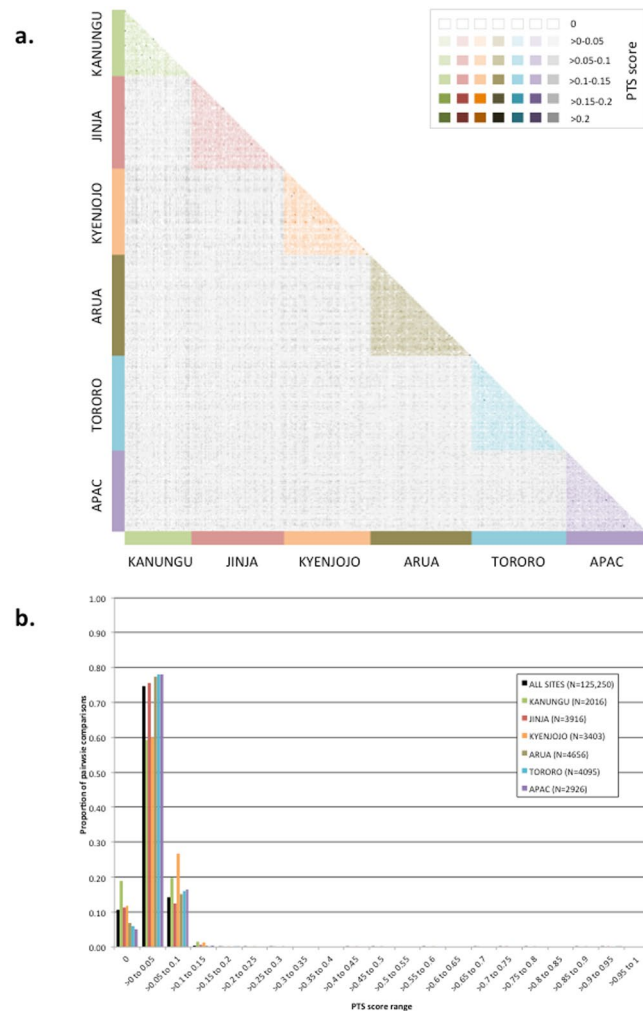 a.
KANUNGU
JINJA
KYENJOJO
ARUA
TORORO
APAC
KANUNGU JINJA KYENJOJO ARUA TORORO APAC
0
>0-0.05
>0.05-0.1
>0.1-0.15
>0.15-0.2
>0.2
PTS score
b.
Proportion of pairwsie comparisons
1.00
0.90
0.80
0.70
0.60
0.50
0.40
0.30
0.20
0.10
0.00
ALL SITES (N=125,250)
KANUNGU (N=2016)
JINJA (N=3916)
KYENJOJO (N=3403)
ARUA (N=4656)
TORORO (N=4095)
APAC (N=2926)
0
>0 to 0.05
>0.05 to 0.1
>0.1 to 0.15
>0.15 to 0.2
>0.2 to 0.25
>0.25 to 0.3
>0.3 to 0.35
>0.35 to 0.4
>0.4 to 0.45
>0.45 to 0.5
>0.5 to 0.55
>0.55 to 0.6
>0.6 to 0.65
>0.65 to 0.7
>0.7 to 0.75
>0.75 to 0.8
>0.8 to 0.85
>0.85 to 0.9
>0.9 to 0.95
>0.95 to 1
PTS score range